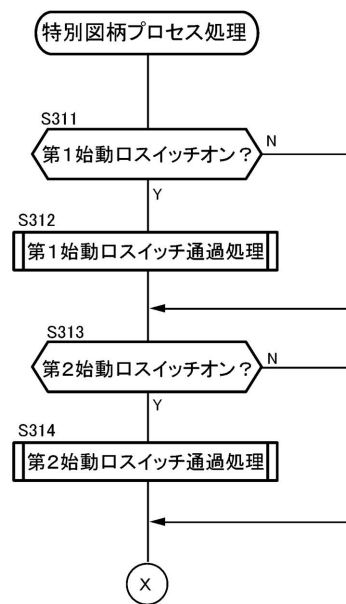 特別図柄プロセス処理
S311
第1始動口スイッチオン？
N
Y
S312
第1始動口スイッチ通過処理
S313
第2始動口スイッチオン？
N
Y
S314
第2始動口スイッチ通過処理
X